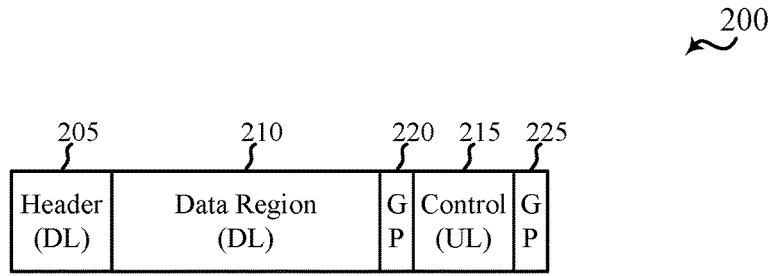 200
205 210 220 215 225
Header Data Region G Control G
(DL) (DL) P (UL) P